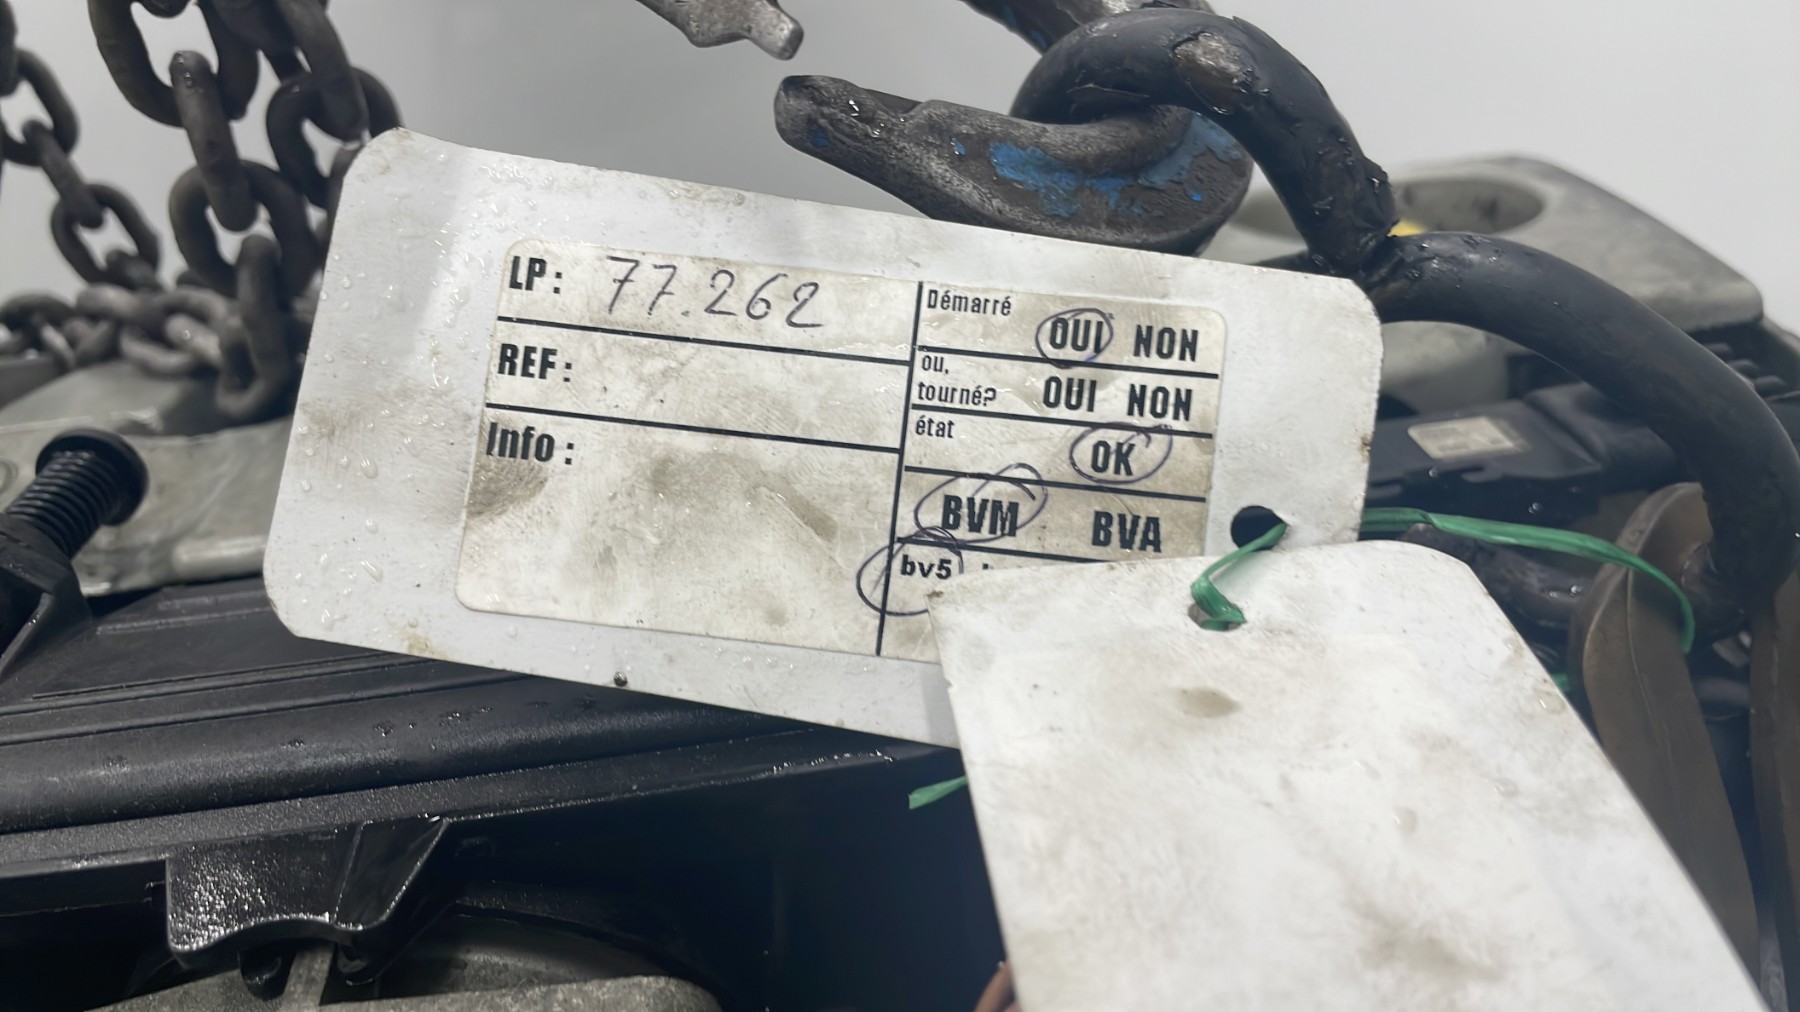 LP: 77.262
REF:
Info:
Démarré
OUI NON
ou,
tourné? OUI NON
état
OK
BVM BVA
bv5